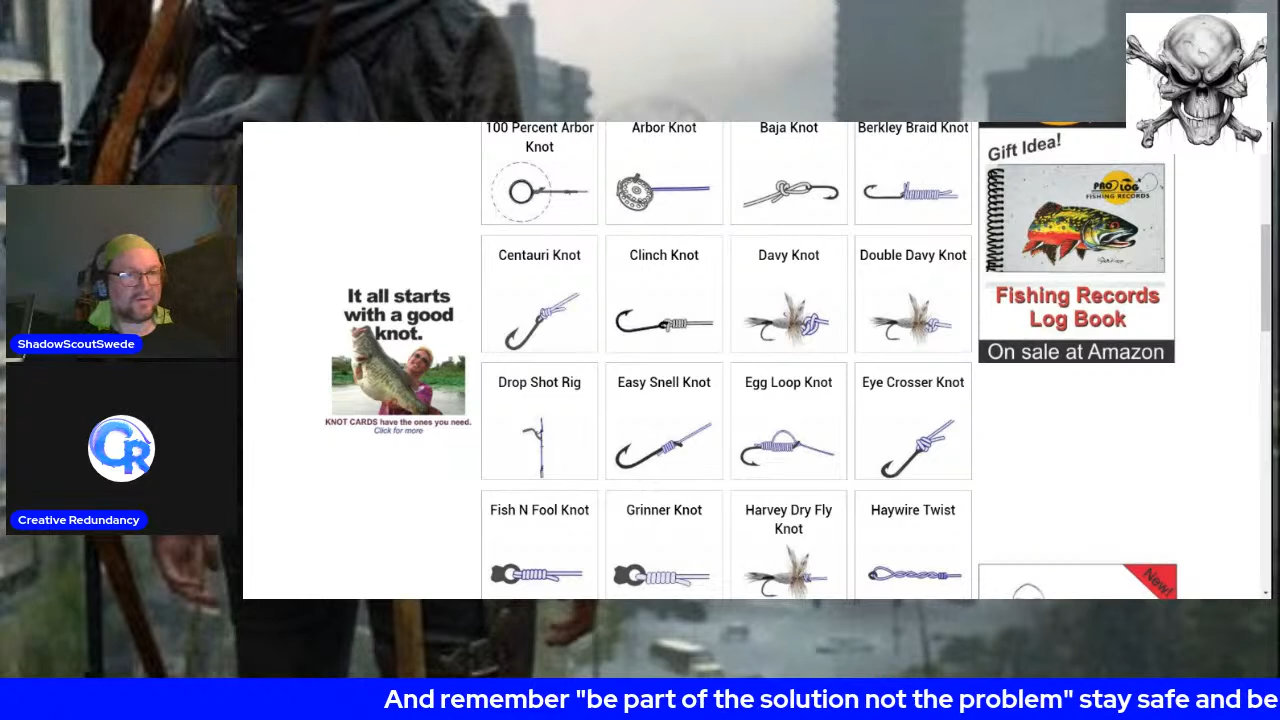 100 Percent Arbor
Knot
Arbor Knot
Baja Knot
Berkley Braid Knot
Gift Idea!
PRO LOG
FISHING RECORDS
Centauri Knot
Clinch Knot
Davy Knot
Double Davy Knot
Fishing Records
Log Book
On sale at Amazon
It all starts
with a good
knot.
KNOT CARDS have the ones you need.
Click for more
ShadowScoutSwede
Drop Shot Rig
Easy Snell Knot
Egg Loop Knot
Eye Crosser Knot
CR
Creative Redundancy
Fish N Fool Knot
Grinner Knot
Harvey Dry Fly
Knot
Haywire Twist
New!
And remember "be part of the solution not the problem" stay safe and be